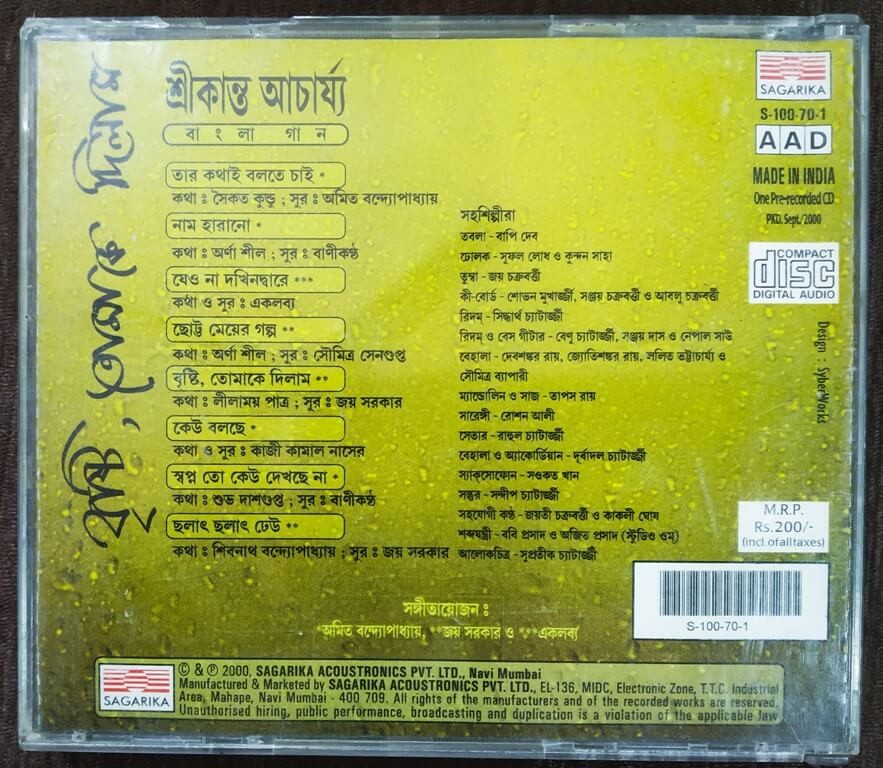 বৃষ্টি, তোমাকে দিলাম
শ্রীকান্ত আচার্য্য
বাংলা গান
তার কথাই বলতে চাই *
কথা ঃ সৈকত কুন্ডু ; সুর ঃ অমিত বন্দ্যোপাধ্যায়
নাম হারানো *
কথা ঃ অর্ণা শীল ; সুর ঃ বাণীকণ্ঠ
যেও না দখিনদ্বারে ***
কথা ও সুর ঃ একলব্য
ছোট্ট মেয়ের গল্প **
কথা ঃ অর্ণা শীল ; সুর ঃ সৌমিত্র সেনগুপ্ত
বৃষ্টি, তোমাকে দিলাম **
কথা ঃ লীলাময় পাত্র ; সুর ঃ জয় সরকার
কেউ বলছে *
কথা ও সুর ঃ কাজী কামাল নাসের
স্বপ্ন তো কেউ দেখছে না *
কথা ঃ শুভ দাশগুপ্ত ; সুর ঃ বাণীকণ্ঠ
ছলাৎ ছলাৎ ঢেউ **
কথা ঃ শিবনাথ বন্দ্যোপাধ্যায় ; সুর ঃ জয় সরকার
সহশিল্পীরা
তবলা - বাপি দেব
ঢোলক - সুফল লোধ ও কুন্দন সাহা
তুম্বা - জয় চক্রবর্ত্তী
কী-বোর্ড - শোভন মুখার্জ্জী, সঞ্জয় চক্রবর্ত্তী ও আবলু চক্রবর্ত্তী
রিদম্ - সিদ্ধার্থ চ্যাটার্জ্জী
রিদম্ ও বেস গীটার - বেণু চ্যাটার্জ্জী, সঞ্জয় দাস ও নেপাল সাউ
বেহালা - দেবশঙ্কর রায়, জ্যোতিশঙ্কর রায়, ললিত ভট্টাচার্য্য ও
সৌমিত্র ব্যাপারী
ম্যান্ডোলিন ও সাজ - তাপস রায়
সারেঙ্গী - রোশন আলী
সেতার - রাহুল চ্যাটার্জ্জী
বেহালা ও অ্যাকোর্ডিয়ান - দূর্বাদল চ্যাটার্জ্জী
স্যাক্সোফোন - সওকত খান
সন্তুর - সন্দীপ চ্যাটার্জ্জী
সহযোগী কণ্ঠ - জয়তী চক্রবর্ত্তী ও কাকলী ঘোষ
শব্দযন্ত্রী - ববি প্রসাদ ও অজিত প্রসাদ (স্টুডিও ওম্)
আলোকচিত্র - সুপ্রতীক চ্যাটার্জ্জী
সঙ্গীতায়োজন ঃ
*অমিত বন্দ্যোপাধ্যায়, **জয় সরকার ও ***একলব্য
SAGARIKA
S-100-70-1
AAD
MADE IN INDIA
One Pre-recorded CD
PKD. Sept./2000
COMPACT
disc
DIGITAL AUDIO
Design : SyberWorks
M.R.P.
Rs.200/-
(incl. of all taxes)
S-100-70-1
SAGARIKA
© & ℗ 2000, SAGARIKA ACOUSTRONICS PVT. LTD., Navi Mumbai
Manufactured & Marketed by SAGARIKA ACOUSTRONICS PVT. LTD., EL-136, MIDC, Electronic Zone, T.T.C. Industrial
Area, Mahape, Navi Mumbai - 400 709. All rights of the manufacturers and of the recorded works are reserved.
Unauthorised hiring, public performance, broadcasting and duplication is a violation of the applicable law